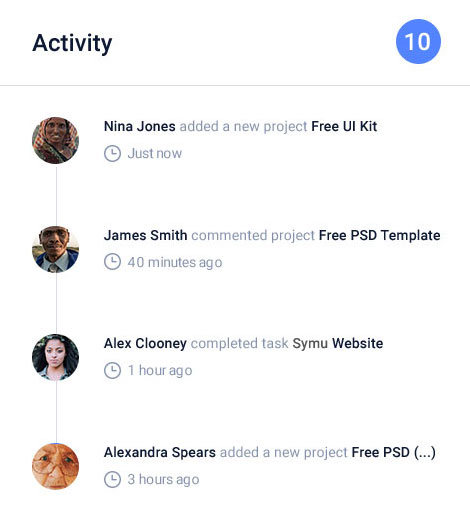 Activity
10
Nina Jones added a new project Free UI Kit
Just now
James Smith commented project Free PSD Template
40 minutes ago
Alex Clooney completed task Symu Website
1 hour ago
Alexandra Spears added a new project Free PSD (...)
3 hours ago